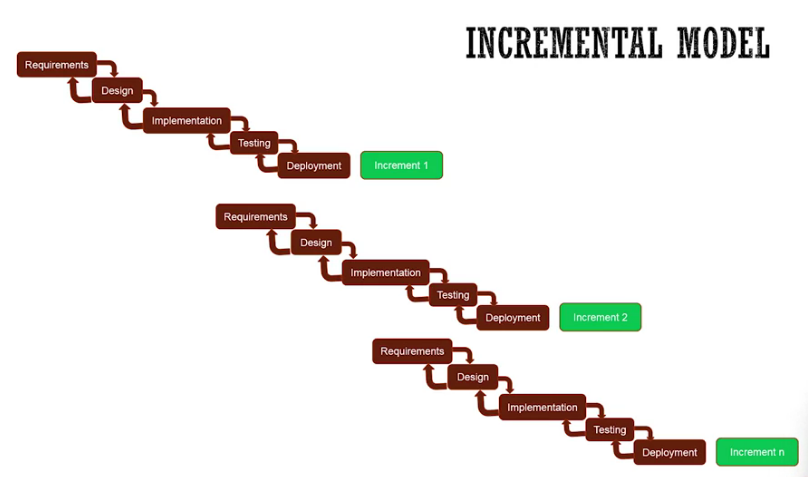 INCREMENTAL MODEL
Requirements
Design
Implementation
Testing
Deployment
Increment 1
Requirements
Design
Implementation
Testing
Deployment
Increment 2
Requirements
Design
Implementation
Testing
Deployment
Increment n